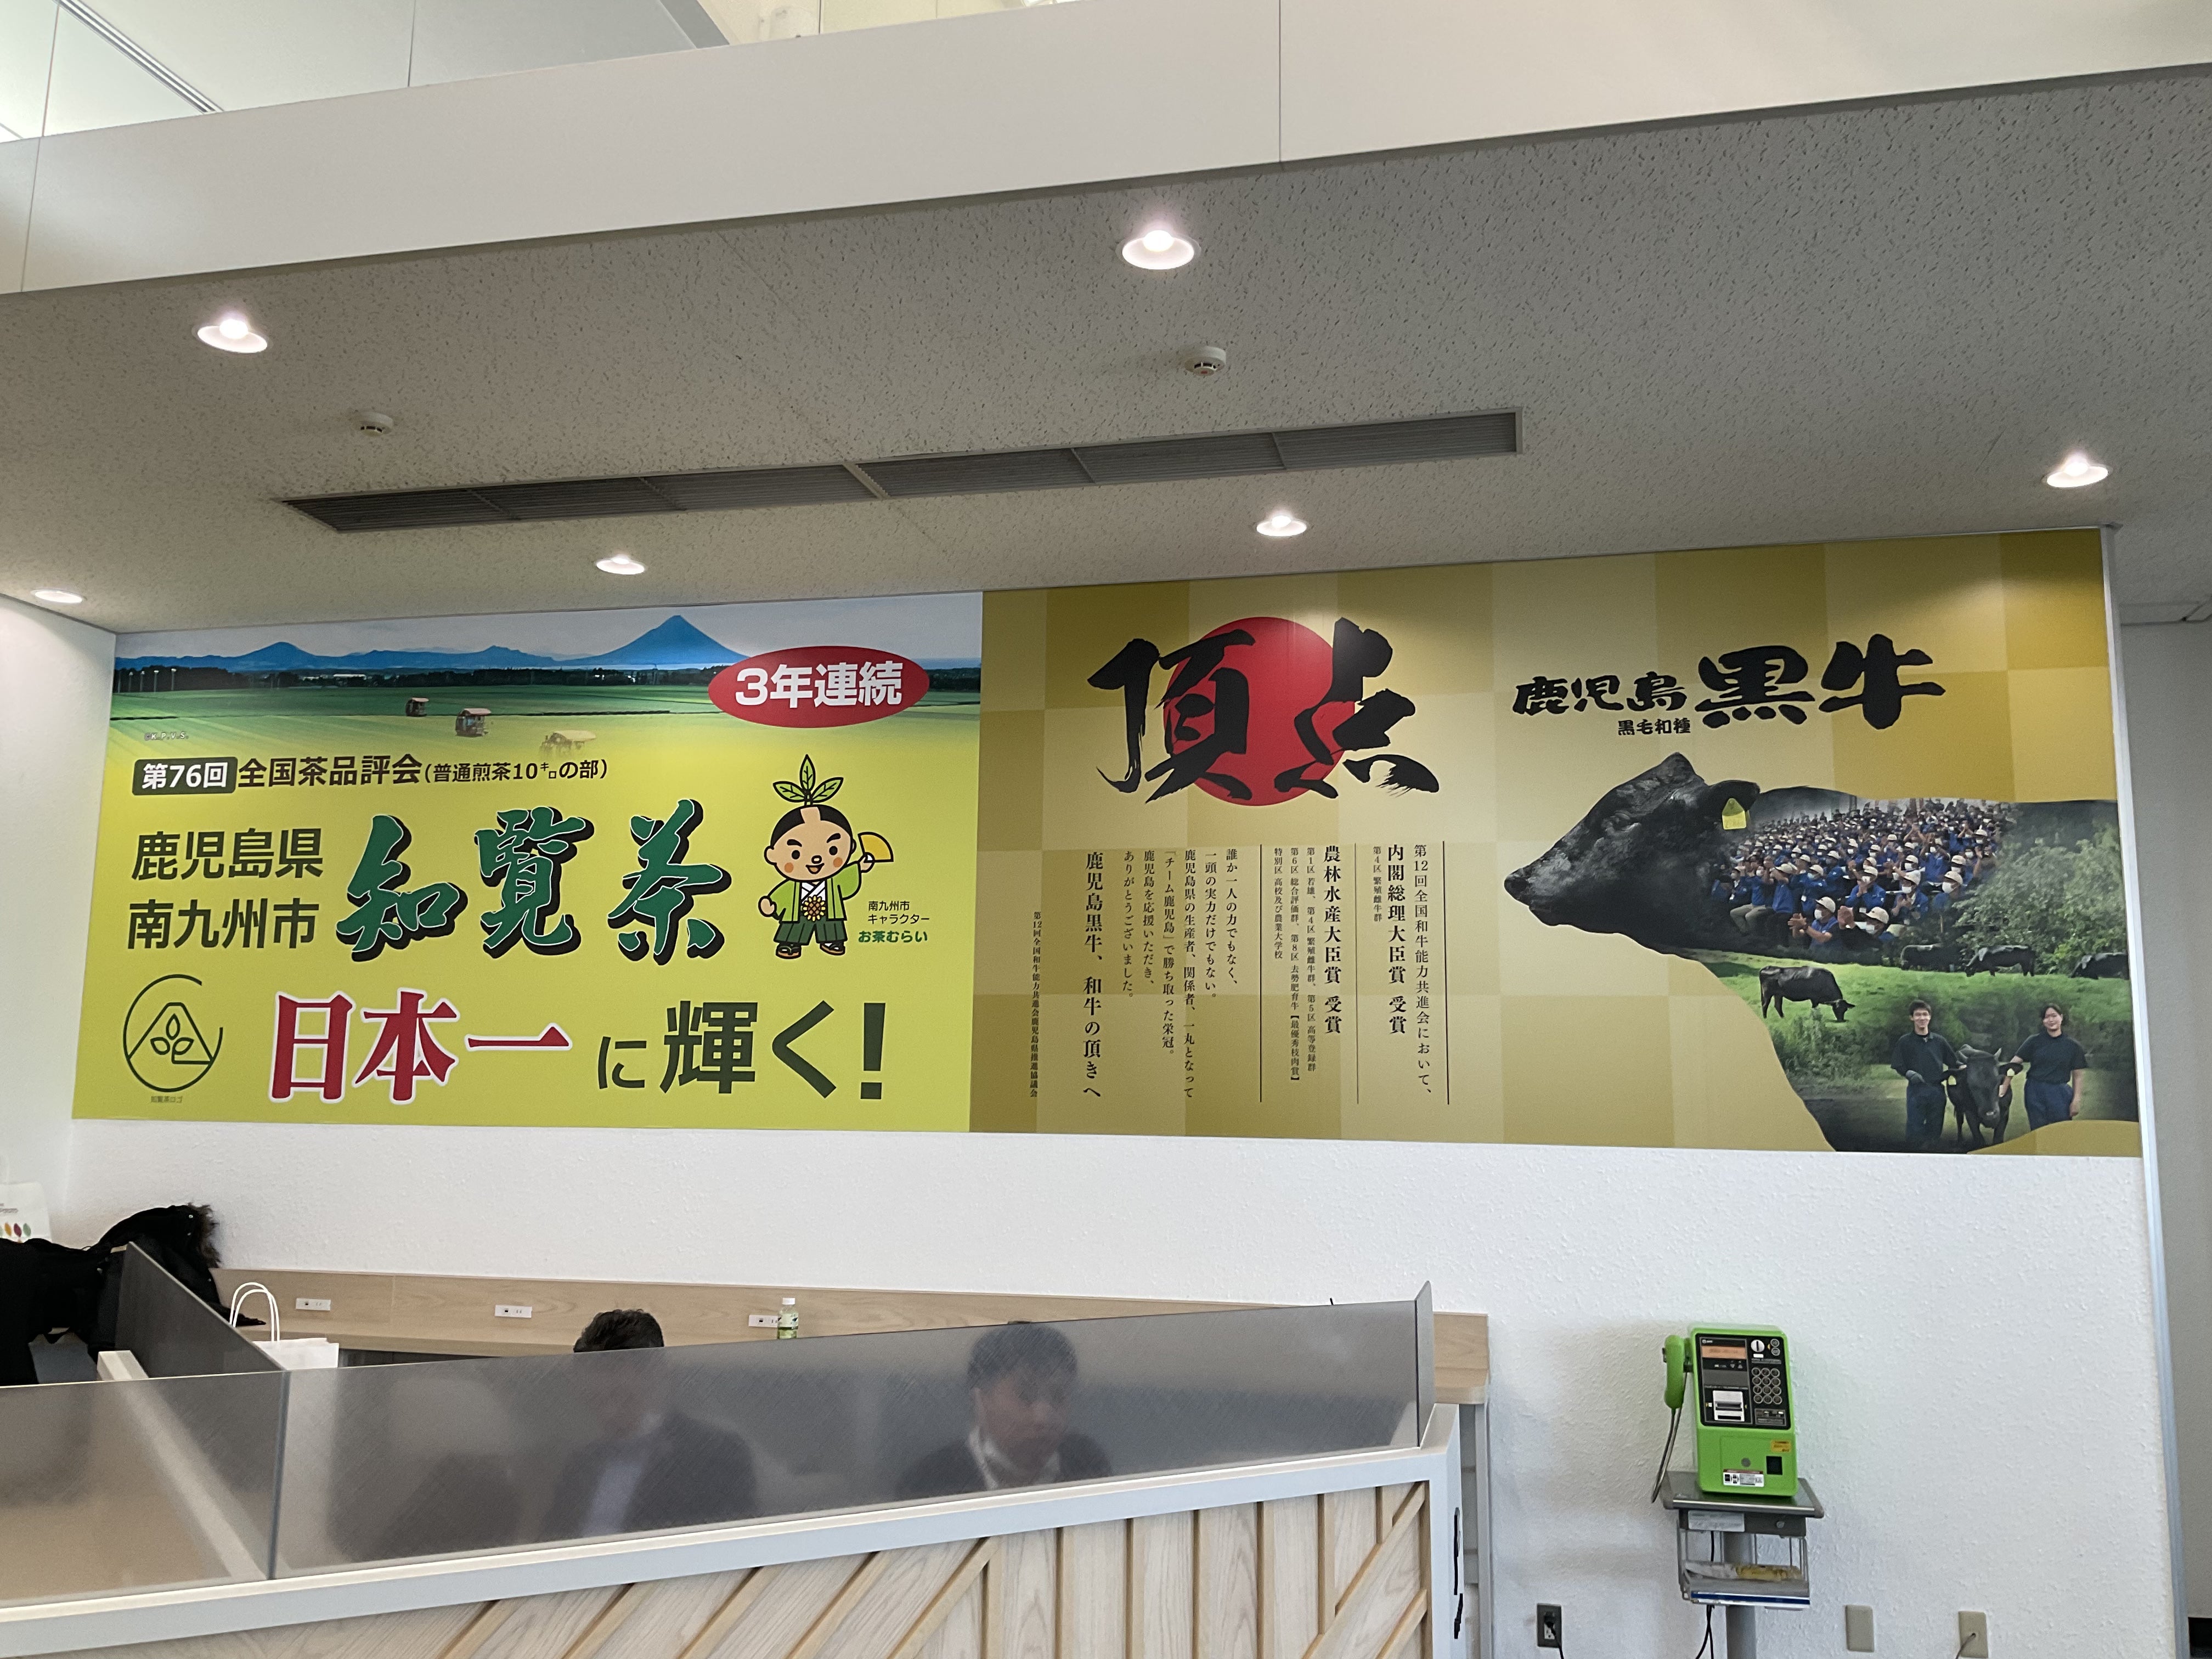 3年連続
©K.P.V.B.
第76回 全国茶品評会(普通煎茶10㌔の部)
鹿児島県
南九州市
知覧茶
南九州市
キャラクター
お茶むらい
日本一に輝く!
知覧茶ロゴ
頂点
鹿児島黒牛
黒毛和種
第12回全国和牛能力共進会において、
内閣総理大臣賞 受賞
第4区 繁殖雌牛群
農林水産大臣賞 受賞
第1区 若雄、第4区 繁殖雌牛群、第5区 高等登録群
第6区 総合評価群、第8区 去勢肥育牛【最優秀枝肉賞】
特別区 高校及び農業大学校
誰か一人の力でもなく、
一頭の実力だけでもない。
鹿児島県の生産者、関係者、一丸となって
「チーム鹿児島」で勝ち取った栄冠。
鹿児島を応援いただき、
ありがとうございました。
鹿児島黒牛、和牛の頂きへ
第12回全国和牛能力共進会鹿児島県推進協議会